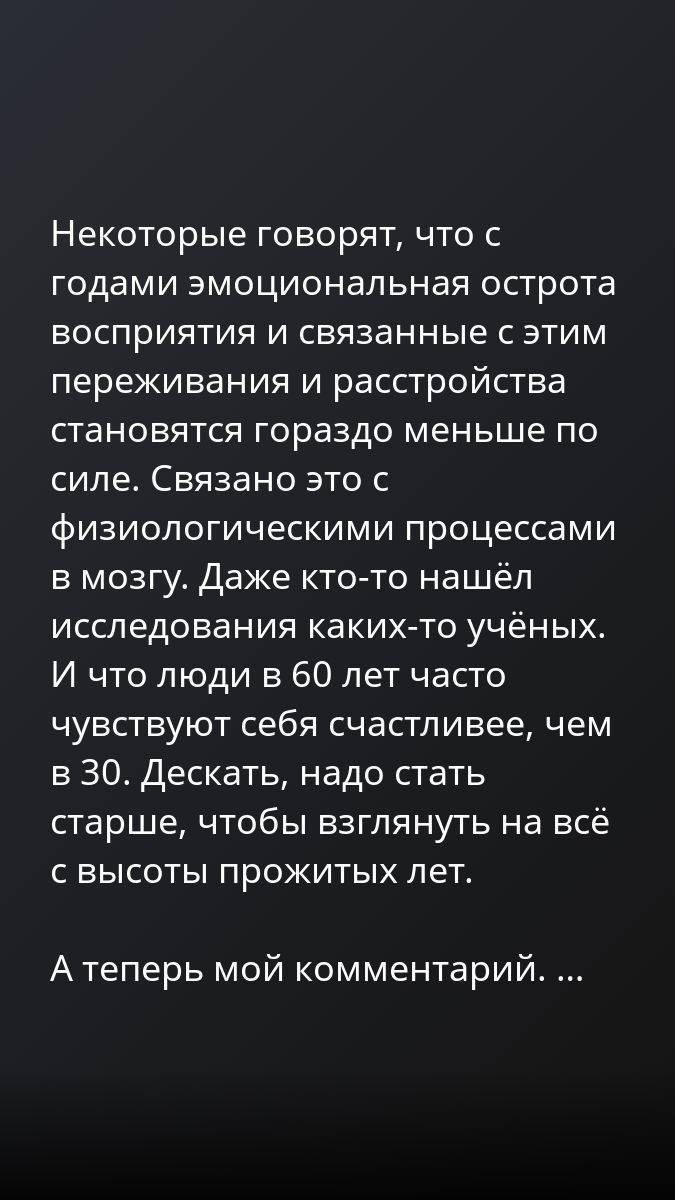 Некоторые говорят, что с
годами эмоциональная острота
восприятия и связанные с этим
переживания и расстройства
становятся гораздо меньше по
силе. Связано это с
физиологическими процессами
в мозгу. Даже кто-то нашёл
исследования каких-то учёных.
И что люди в 60 лет часто
чувствуют себя счастливее, чем
в 30. Дескать, надо стать
старше, чтобы взглянуть на всё
с высоты прожитых лет.

А теперь мой комментарий. ...